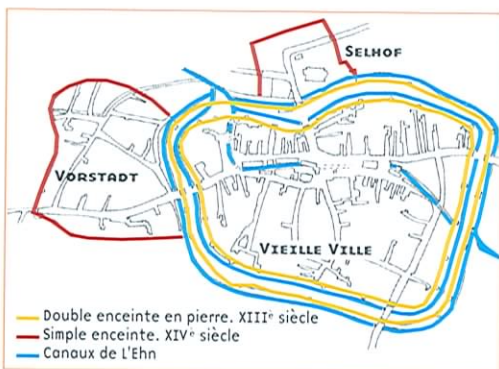 SELHOF
VORSTADT
VIEILLE VILLE
Double enceinte en pierre. XIIIe siècle
Simple enceinte. XIVe siècle
Canaux de L'Ehn